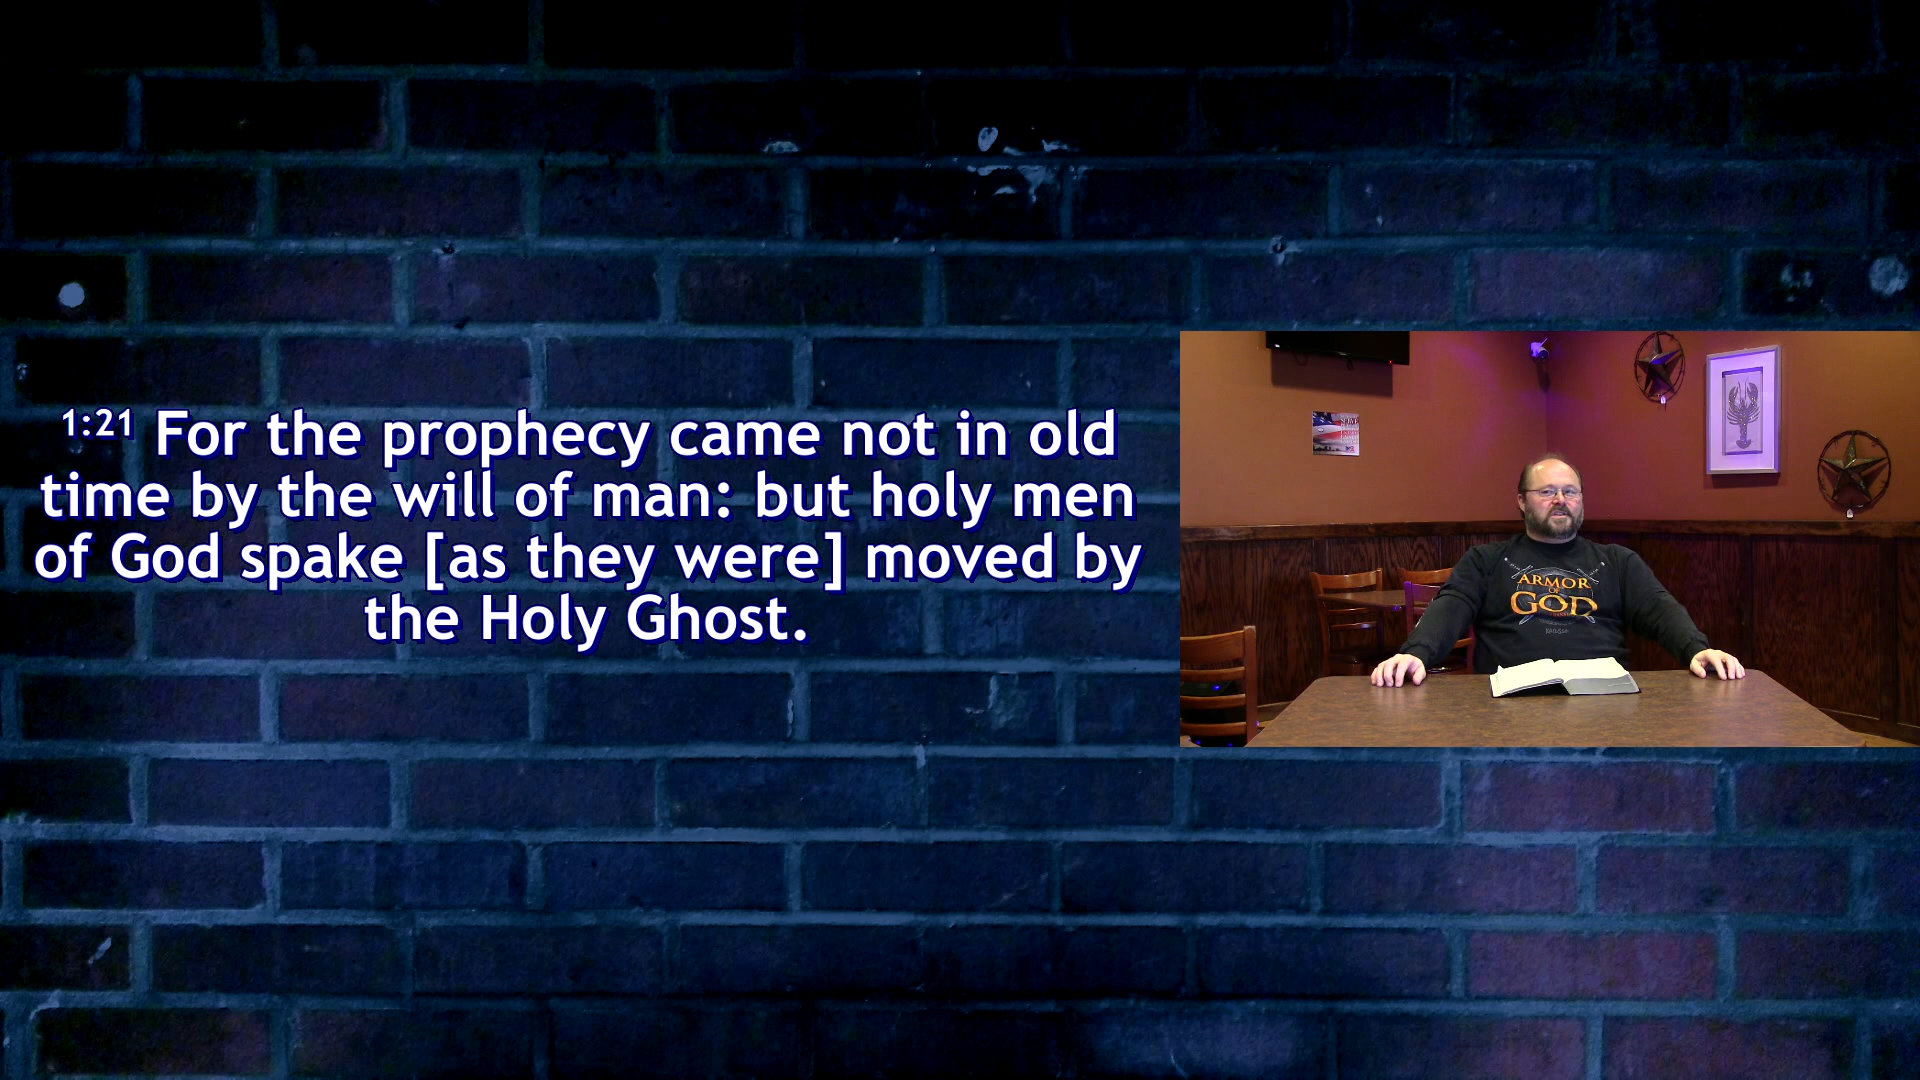 1:21 For the prophecy came not in old
time by the will of man: but holy men
of God spake [as they were] moved by
the Holy Ghost.
ARMOR
OF
GOD